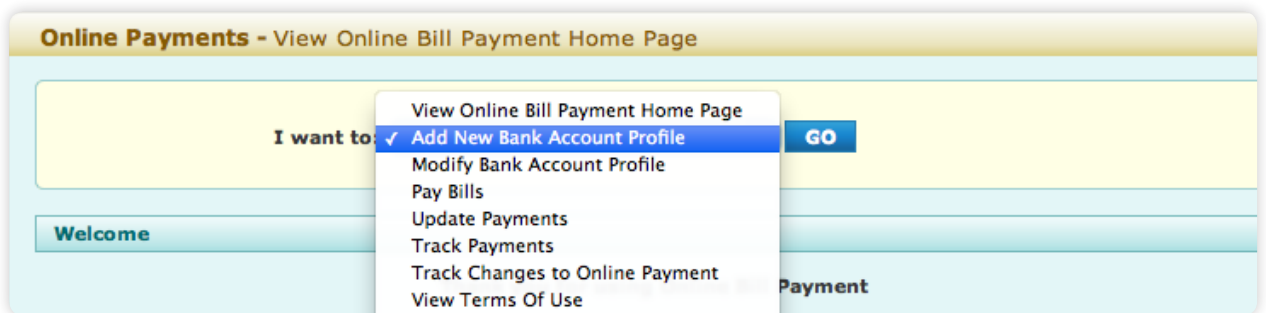 Online Payments - View Online Bill Payment Home Page
View Online Bill Payment Home Page
I want to: ✓ Add New Bank Account Profile GO
Modify Bank Account Profile
Pay Bills
Update Payments
Welcome
Track Payments
Track Changes to Online Payment
Payment
View Terms Of Use